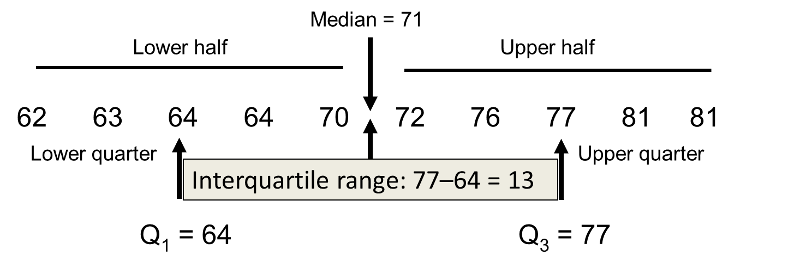 Median = 71
Lower half
Upper half
62 63 64 64 70 72 76 77 81 81
Lower quarter
Upper quarter
Interquartile range: 77–64 = 13
Q1 = 64
Q3 = 77